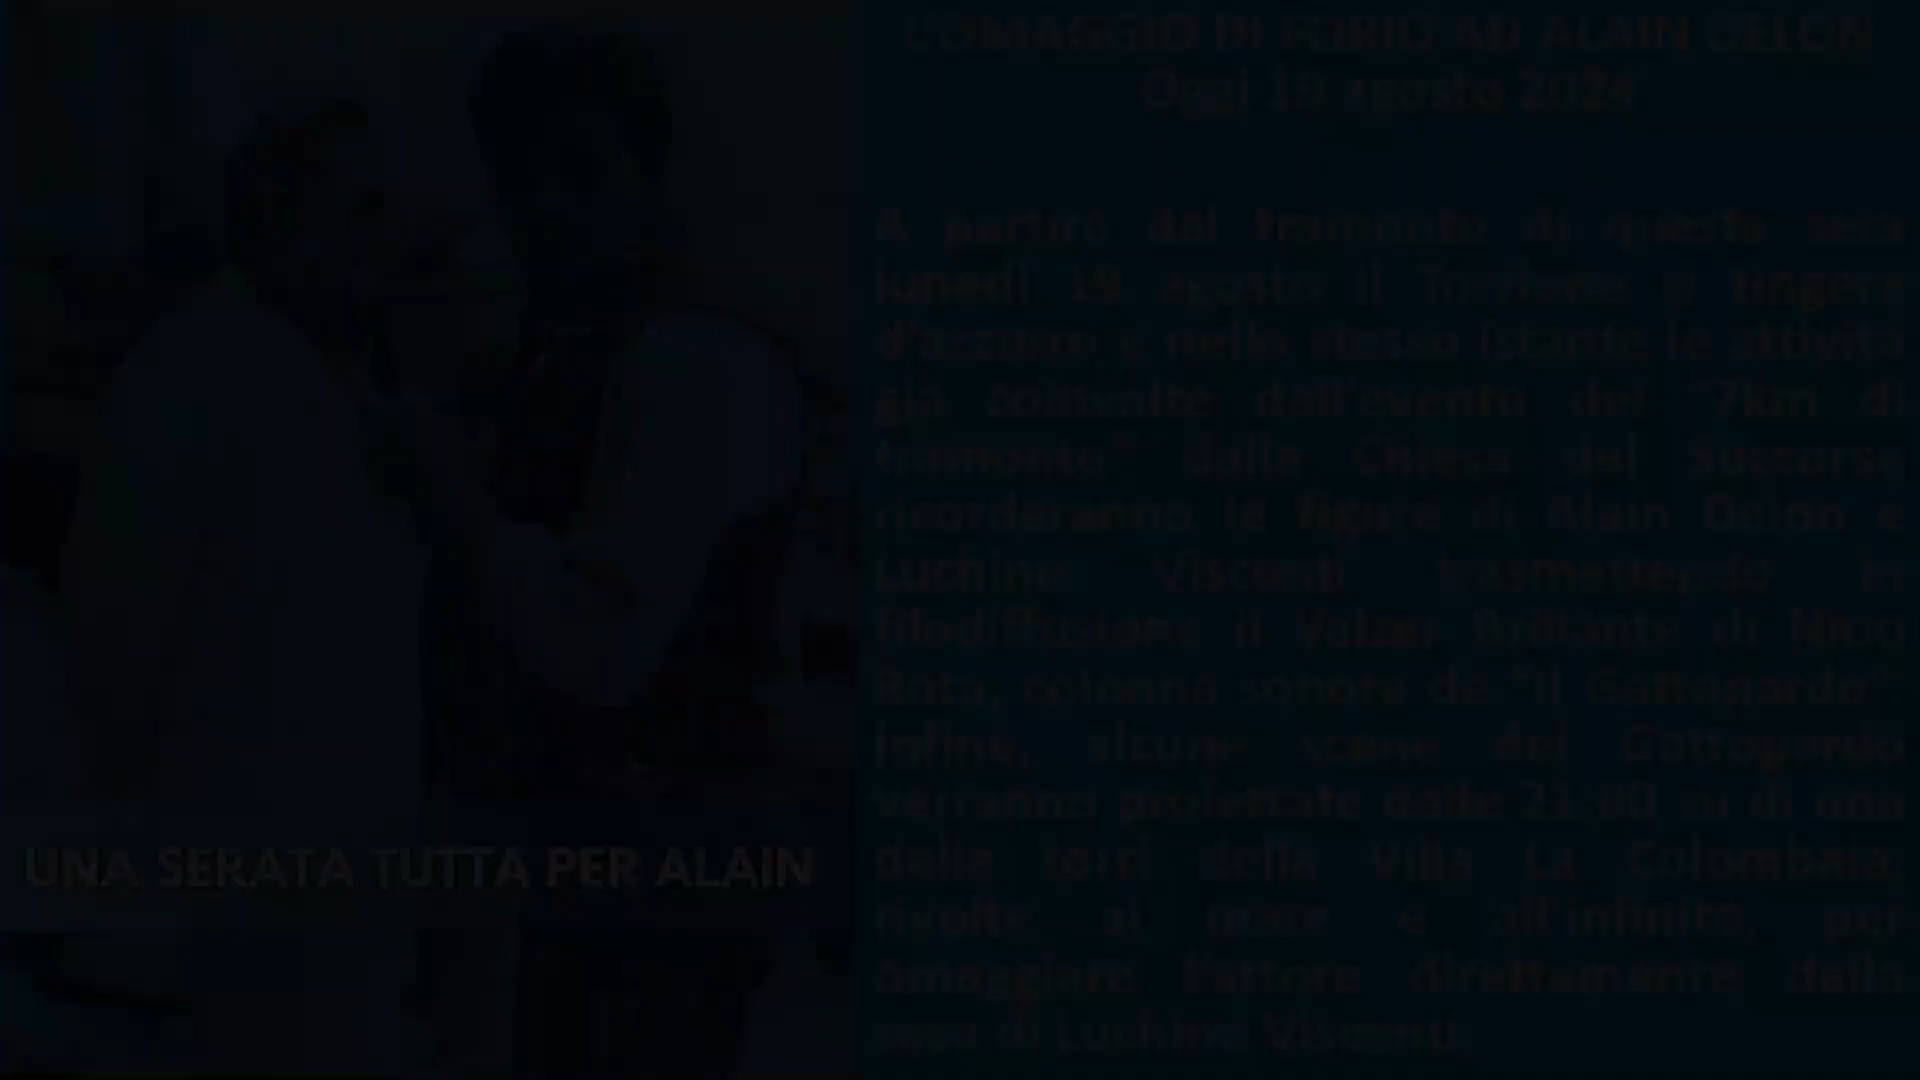 L'OMAGGIO DI FORIO AD ALAIN DELON
Oggi 19 agosto 2024
A partire dal tramonto di questa sera
lunedì 19 agosto il Torrione si tingerà
d'azzurro e nello stesso istante le attività
già coinvolte dall'evento dei "7km di
tramonto" dalla Chiesa del Soccorso
ricorderanno le figure di Alain Delon e
Luchino Visconti trasmettendo in
filodiffusione il Valzer Brillante di Nino
Rota, colonna sonora de "Il Gattopardo".
Infine, alcune scene del Gattopardo
verranno proiettate dalle 21:00 su di una
delle torri della Villa La Colombaia,
rivolte al mare e all'infinito, per
omaggiare l'attore direttamente dalla
casa di Luchino Visconti.
UNA SERATA TUTTA PER ALAIN